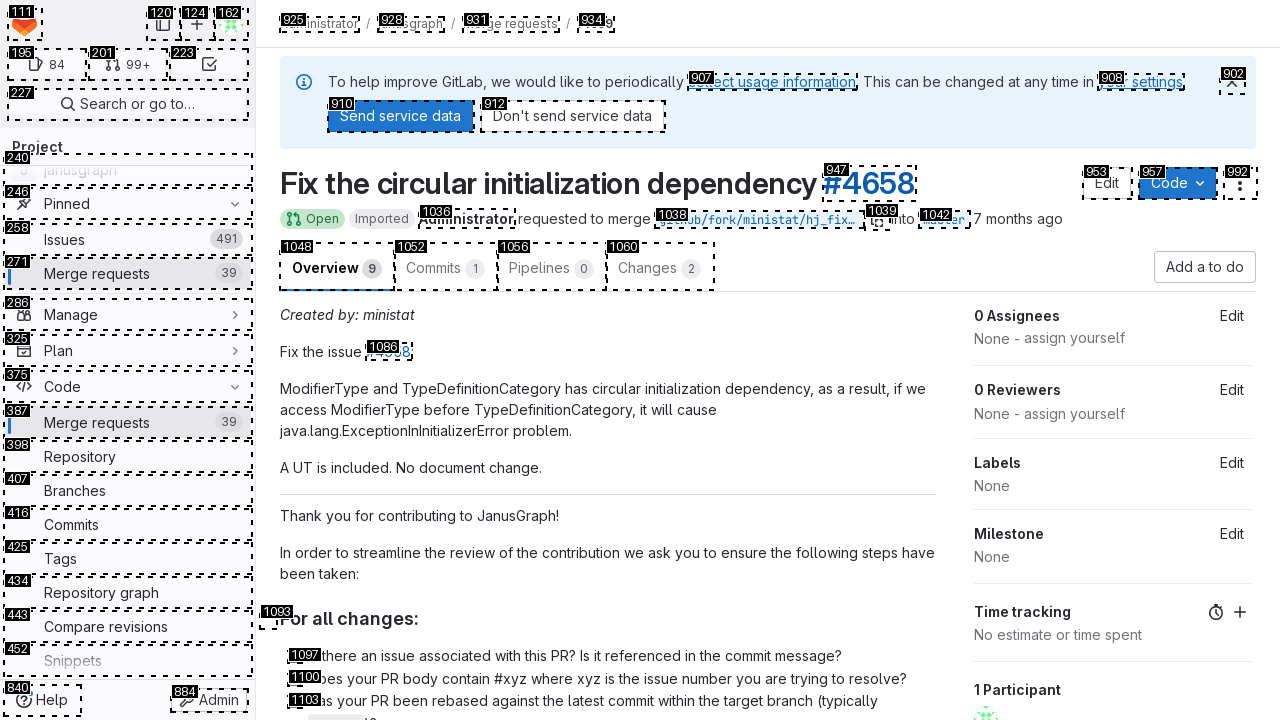 111
120
124
162
195
84
201
99+
223
227
Search or go to…
Project
240
janusgraph
246
Pinned
258
Issues
491
271
Merge requests
39
286
Manage
325
Plan
375
Code
387
Merge requests
39
398
Repository
407
Branches
416
Commits
425
Tags
434
Repository graph
443
Compare revisions
452
Snippets
840
Help
884
Admin
925
928
931
934
/
/
Merge requests
/
907
908
902
To help improve GitLab, we would like to periodically collect usage information. This can be changed at any time in your settings.
910
Send service data
912
Don't send service data
Fix the circular initialization dependency #4658
947
953
Edit
957
Code
992
Open
Imported
1036
Administrator requested to merge
1038
github/fork/ministat/hj_fix…
1039
into
1042
master
7 months ago
1048
Overview 9
1052
Commits 1
1056
Pipelines 0
1060
Changes 2
Add a to do
Created by: ministat
Fix the issue #4658
1086
ModifierType and TypeDefinitionCategory has circular initialization dependency, as a result, if we
access ModifierType before TypeDefinitionCategory, it will cause
java.lang.ExceptionInInitializerError problem.
A UT is included. No document change.
Thank you for contributing to JanusGraph!
In order to streamline the review of the contribution we ask you to ensure the following steps have
been taken:
1093
For all changes:
1097
there an issue associated with this PR? Is it referenced in the commit message?
1100
Does your PR body contain #xyz where xyz is the issue number you are trying to resolve?
1103
Has your PR been rebased against the latest commit within the target branch (typically
0 Assignees
Edit
None - assign yourself
0 Reviewers
Edit
None - assign yourself
Labels
Edit
None
Milestone
Edit
None
Time tracking
No estimate or time spent
1 Participant